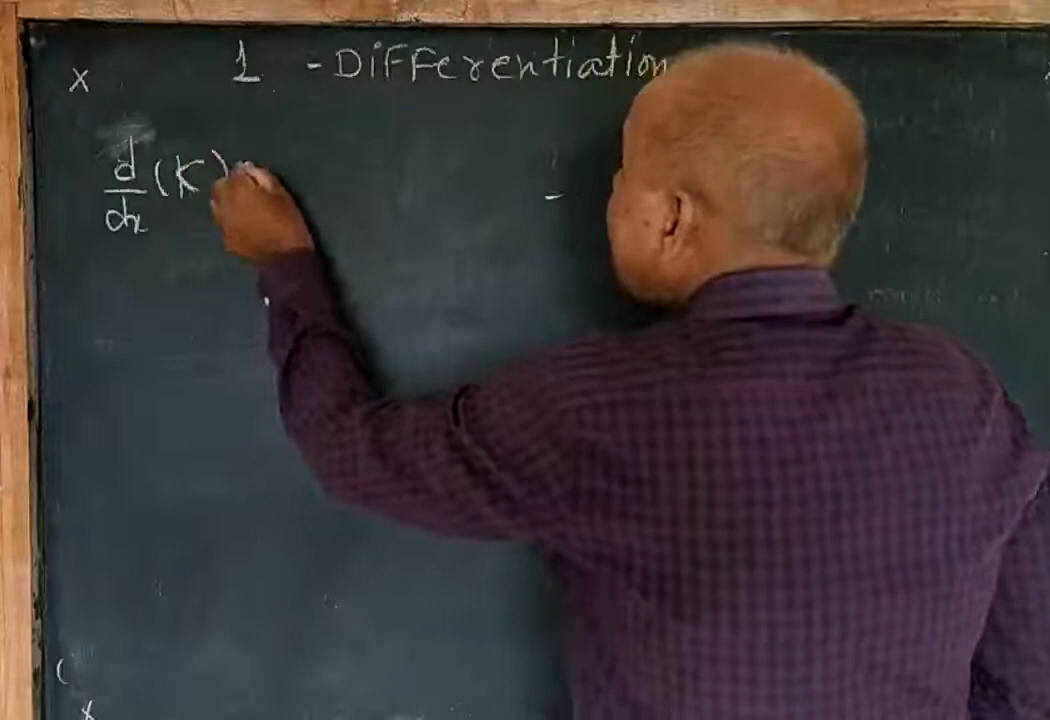 x 1 - Differentiation
d/dx (K)
-
(
x